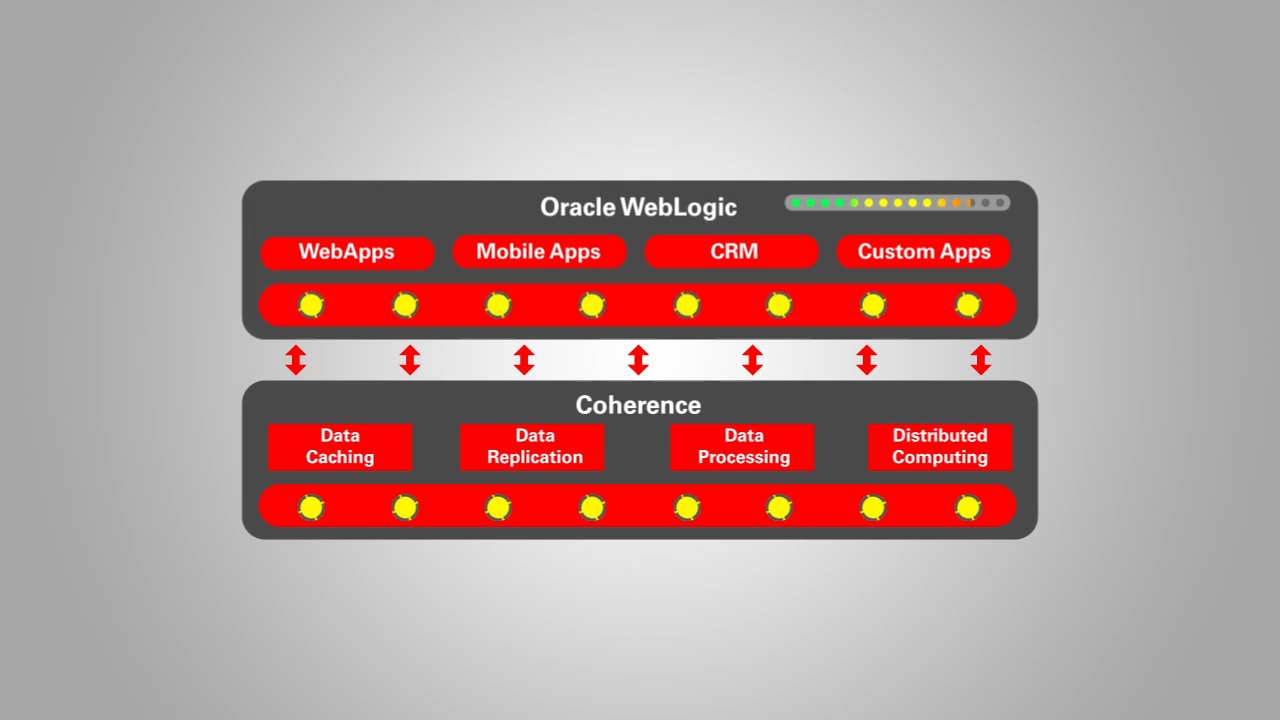 Oracle WebLogic
WebApps
Mobile Apps
CRM
Custom Apps
Coherence
Data
Caching
Data
Replication
Data
Processing
Distributed
Computing